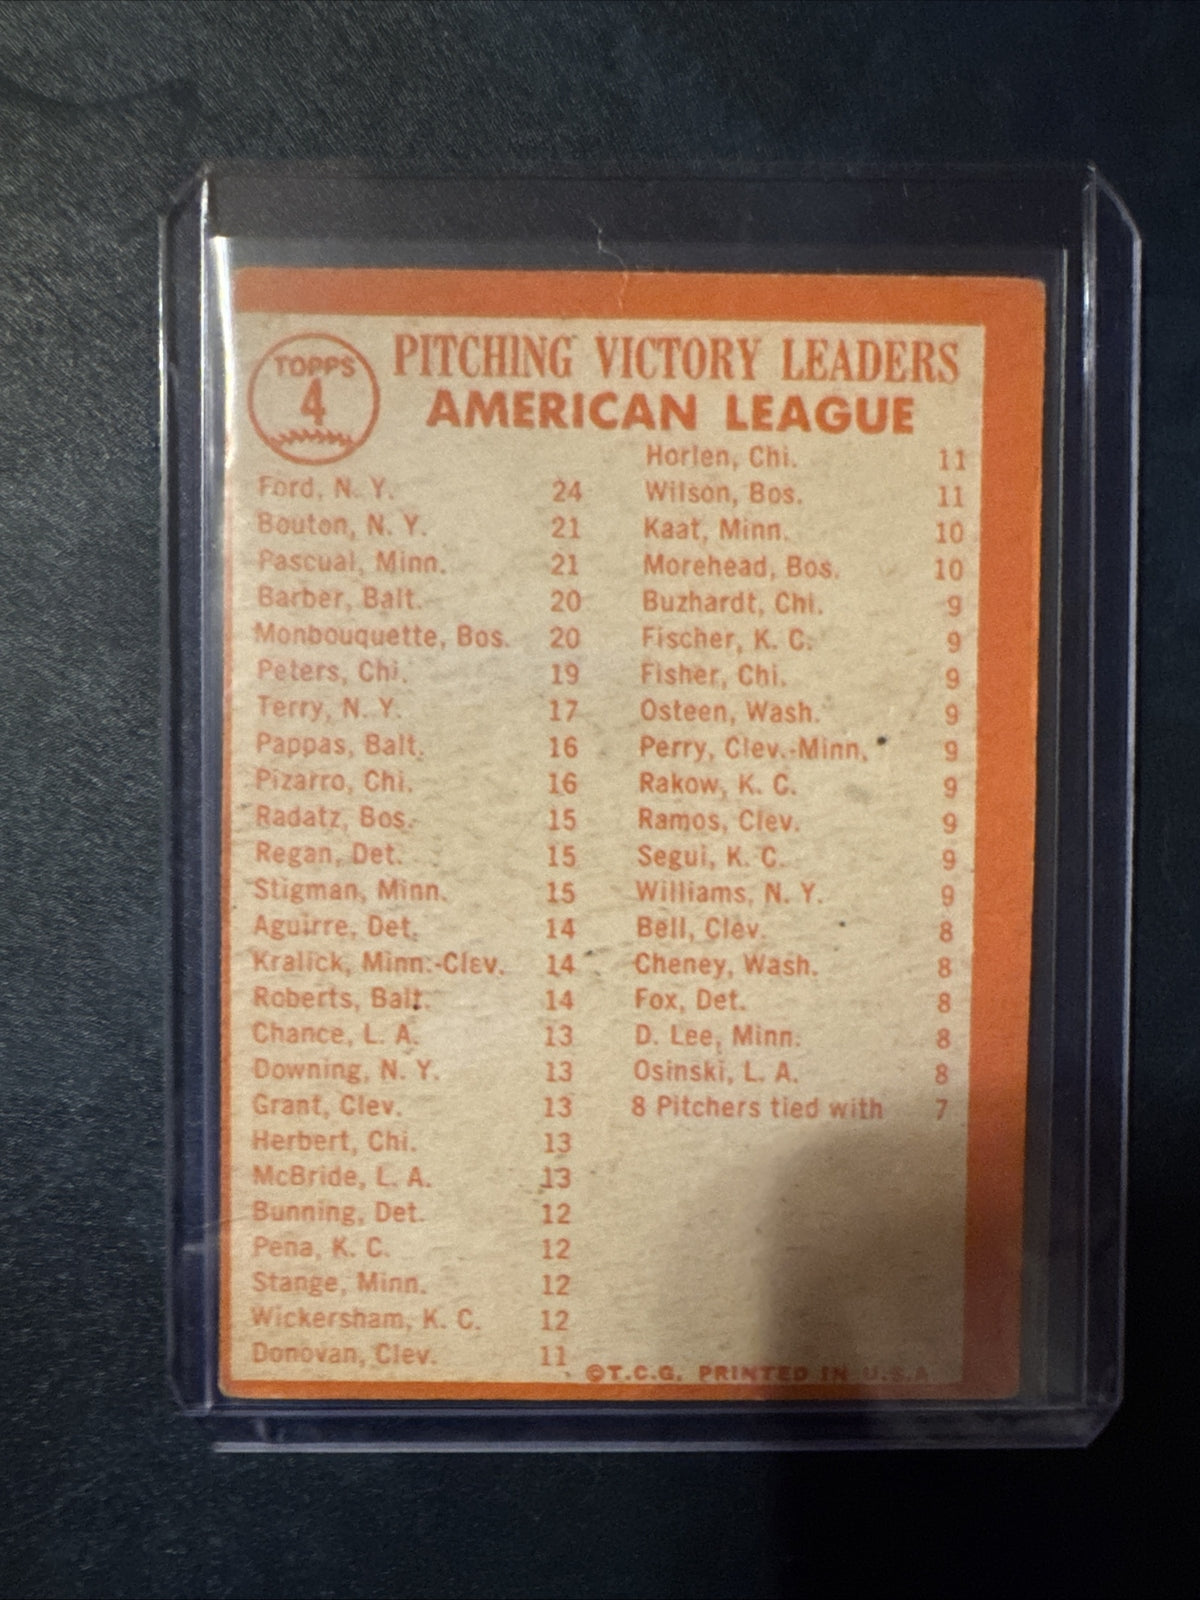 TOPPS
4
PITCHING VICTORY LEADERS
AMERICAN LEAGUE
Ford, N. Y. 24
Bouton, N. Y. 21
Pascual, Minn. 21
Barber, Balt. 20
Monbouquette, Bos. 20
Peters, Chi. 19
Terry, N. Y. 17
Pappas, Balt. 16
Pizarro, Chi. 16
Radatz, Bos. 15
Regan, Det. 15
Stigman, Minn. 15
Aguirre, Det. 14
Kralick, Minn.-Clev. 14
Roberts, Balt. 14
Chance, L. A. 13
Downing, N. Y. 13
Grant, Clev. 13
Herbert, Chi. 13
McBride, L. A. 13
Bunning, Det. 12
Pena, K. C. 12
Stange, Minn. 12
Wickersham, K. C. 12
Donovan, Clev. 11
Horlen, Chi. 11
Wilson, Bos. 11
Kaat, Minn. 10
Morehead, Bos. 10
Buzhardt, Chi. 9
Fischer, K. C. 9
Fisher, Chi. 9
Osteen, Wash. 9
Perry, Clev.-Minn. 9
Rakow, K. C. 9
Ramos, Clev. 9
Segui, K. C. 9
Williams, N. Y. 9
Bell, Clev. 8
Cheney, Wash. 8
Fox, Det. 8
D. Lee, Minn. 8
Osinski, L. A. 8
8 Pitchers tied with 7
©T.C.G. PRINTED IN U.S.A.